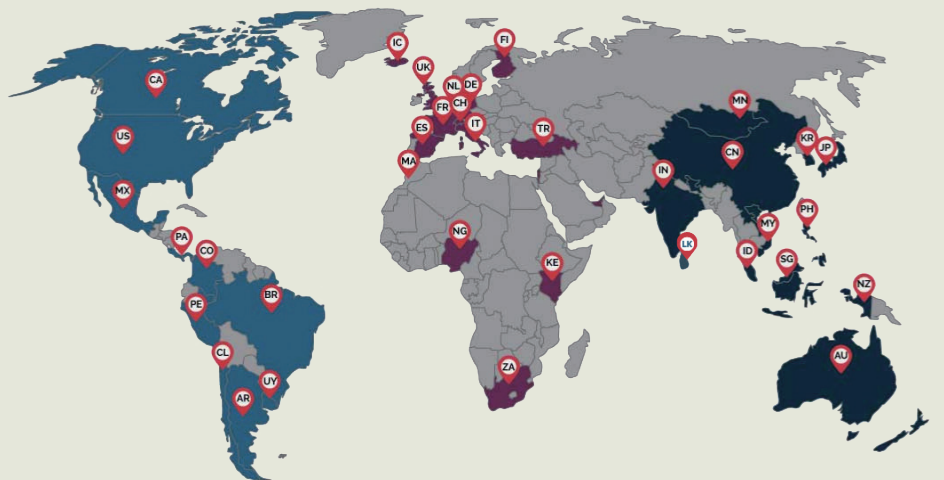 IC
FI
UK
CA
NL
DE
FR
CH
MN
ES
IT
TR
US
KR
JP
CN
MA
IN
MX
PH
MY
NG
PA
CO
LK
ID
SG
KE
NZ
BR
PE
CL
AU
ZA
UY
AR